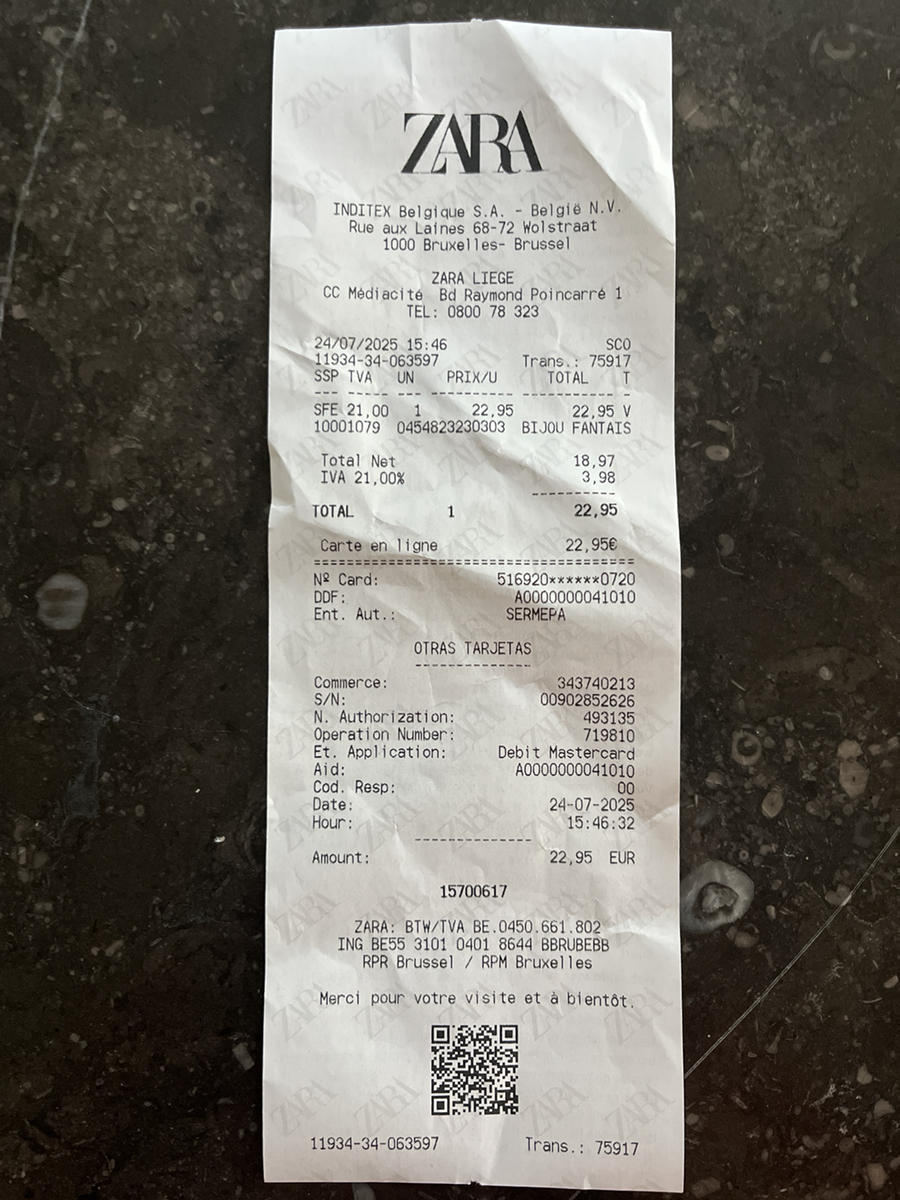 ZARA
INDITEX Belgique S.A. - België N.V.
Rue aux Laines 68-72 Wolstraat
1000 Bruxelles- Brussel
ZARA LIEGE
CC Médiacité Bd Raymond Poincarré 1
TEL: 0800 78 323
24/07/2025 15:46 SCO
11934-34-063597 Trans.: 75917
SSP TVA UN PRIX/U TOTAL T
SFE 21,00 1 22,95 22,95 V
10001079 0454823230303 BIJOU FANTAIS
Total Net 18,97
IVA 21,00% 3,98
TOTAL 1 22,95
Carte en ligne 22,95€
Nº Card: 516920******0720
DDF: A0000000041010
Ent. Aut.: SERMEPA
OTRAS TARJETAS
Commerce: 343740213
S/N: 00902852626
N. Authorization: 493135
Operation Number: 719810
Et. Application: Debit Mastercard
Aid: A0000000041010
Cod. Resp: 00
Date: 24-07-2025
Hour: 15:46:32
Amount: 22,95 EUR
15700617
ZARA: BTW/TVA BE.0450.661.802
ING BE55 3101 0401 8644 BBRUBEBB
RPR Brussel / RPM Bruxelles
Merci pour votre visite et à bientôt.
11934-34-063597 Trans.: 75917